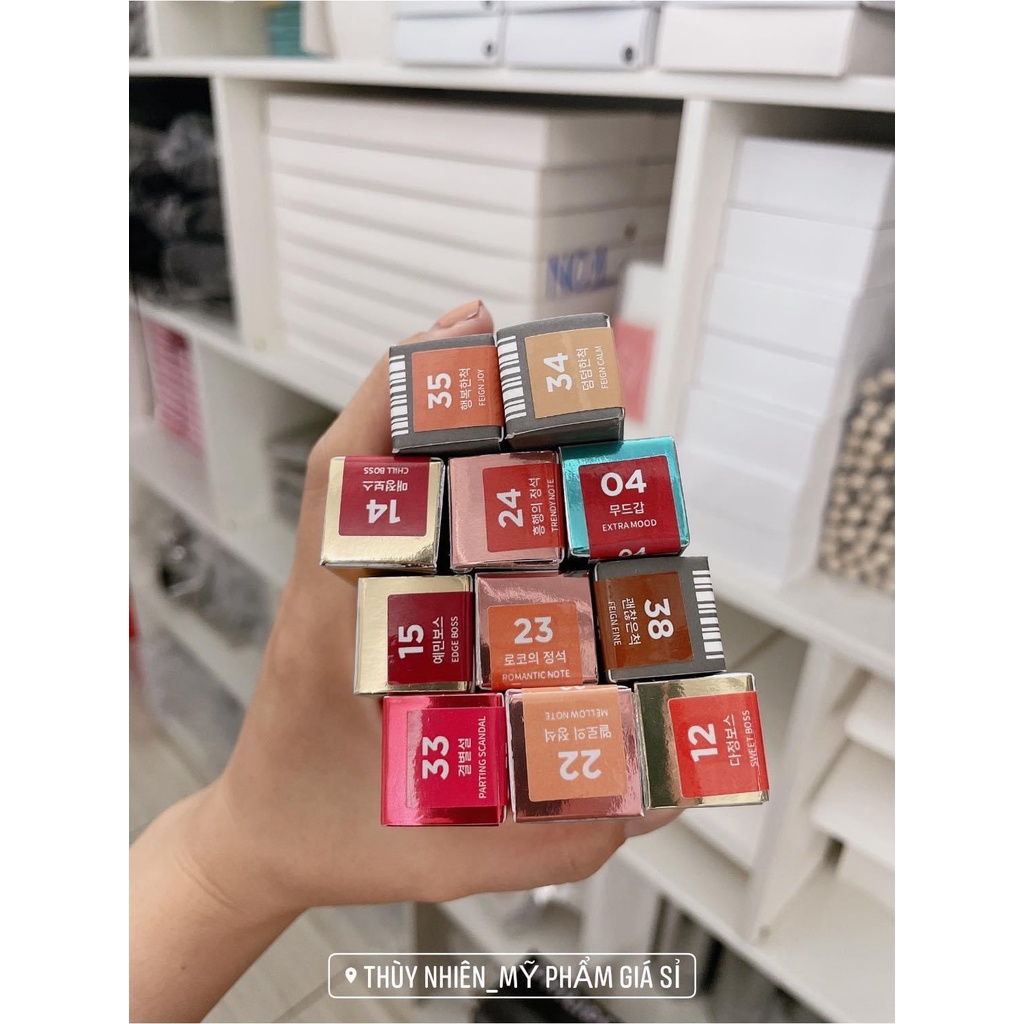 35
행복한척
FEIGN JOY
34
덤덤한척
FEIGN CALM
14
매정보스
CHILL BOSS
24
흥행의 정석
TRENDY NOTE
04
무드갑
EXTRA MOOD
04
15
예민보스
EDGE BOSS
23
로코의 정석
ROMANTIC NOTE
38
괜찮은척
FEIGN FINE
33
결별설
PARTING SCANDAL
22
멜로의 정석
MELLOW NOTE
12
다정보스
SWEET BOSS
THÙY NHIÊN_MỸ PHẨM GIÁ SỈ